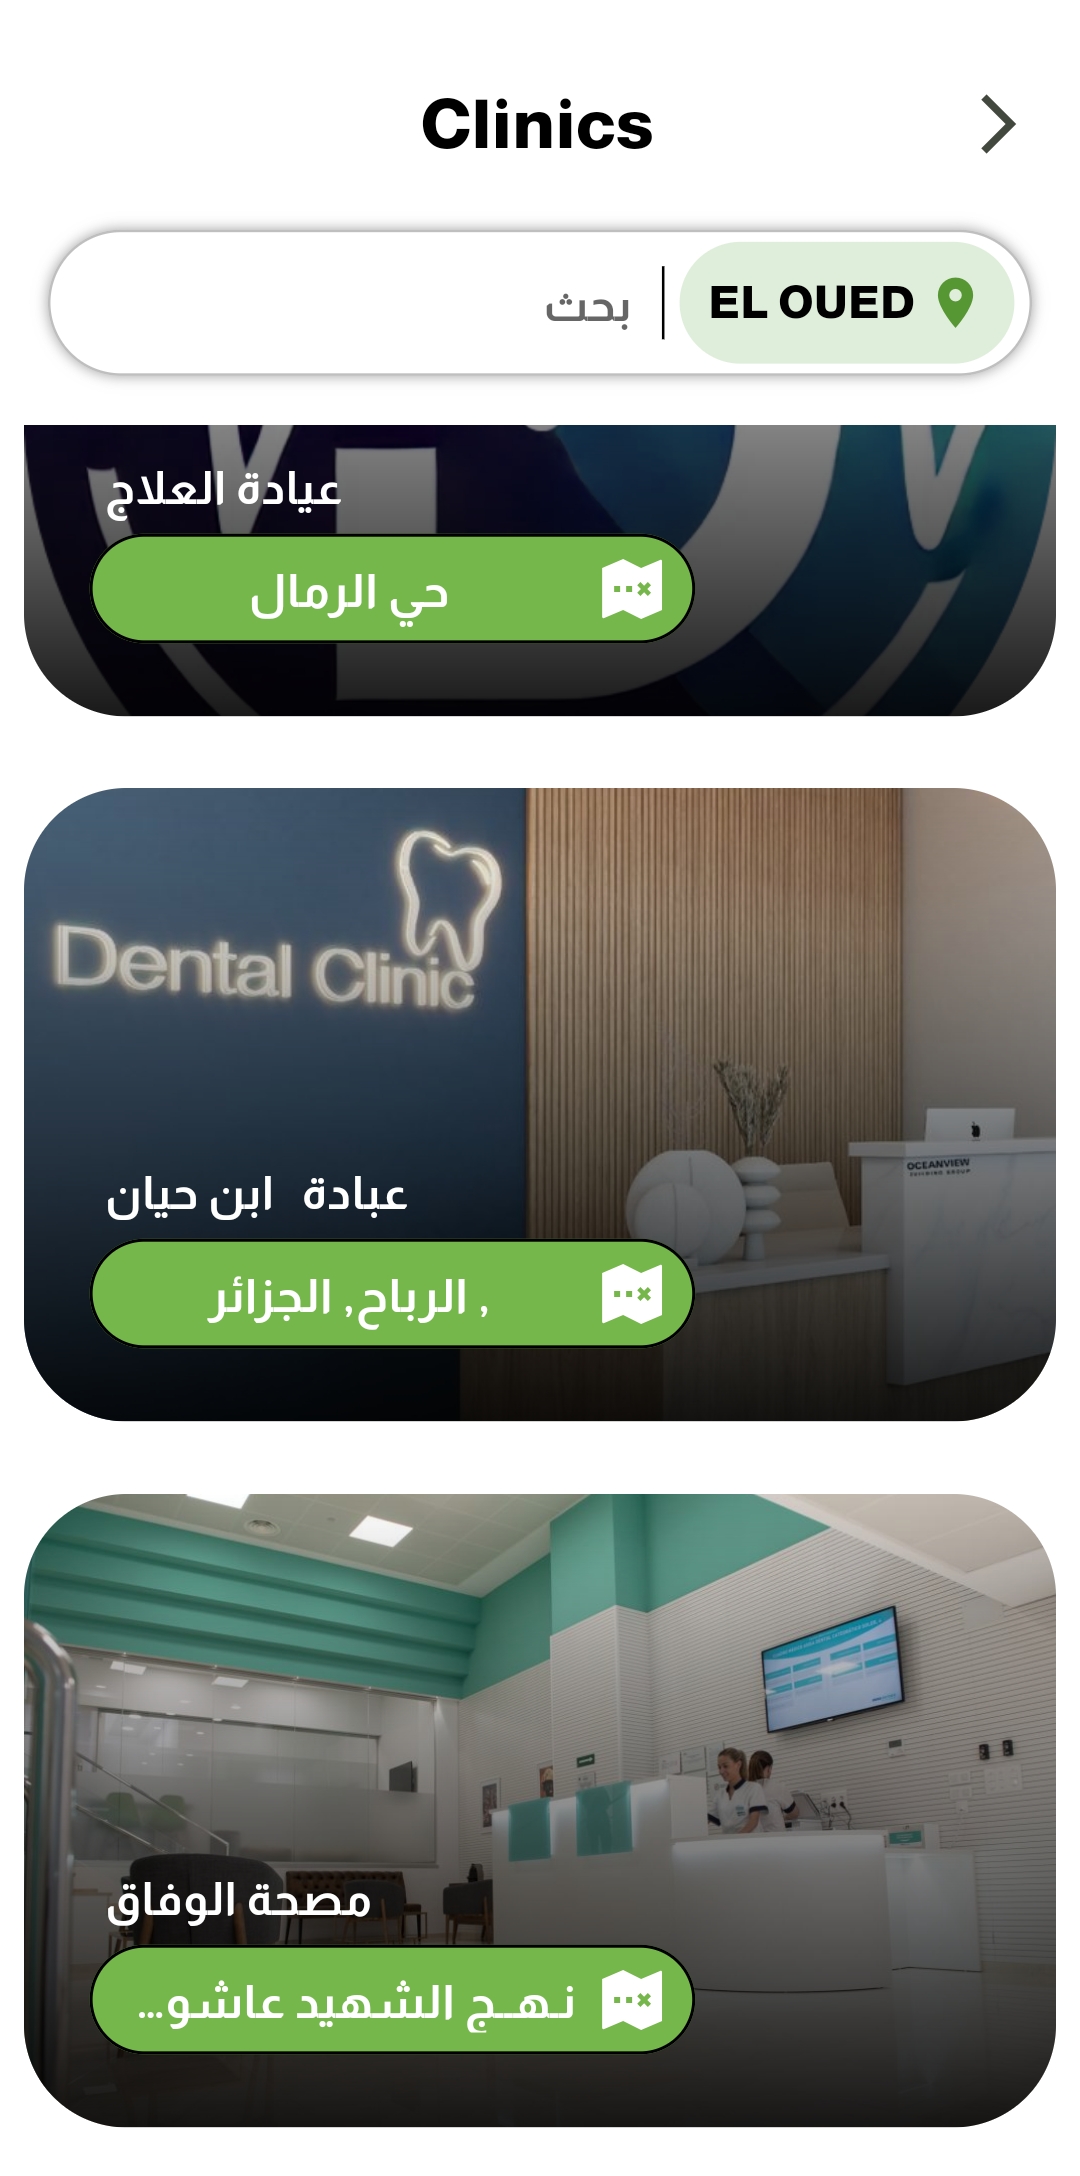 Clinics
EL OUED
بحث
عيادة العلاج
حي الرمال
Dental Clinic
OCEANVIEW
عبادة   ابن حيان
, الرباح, الجزائر
مصحة الوفاق
نـهـج الشهيد عاشو...